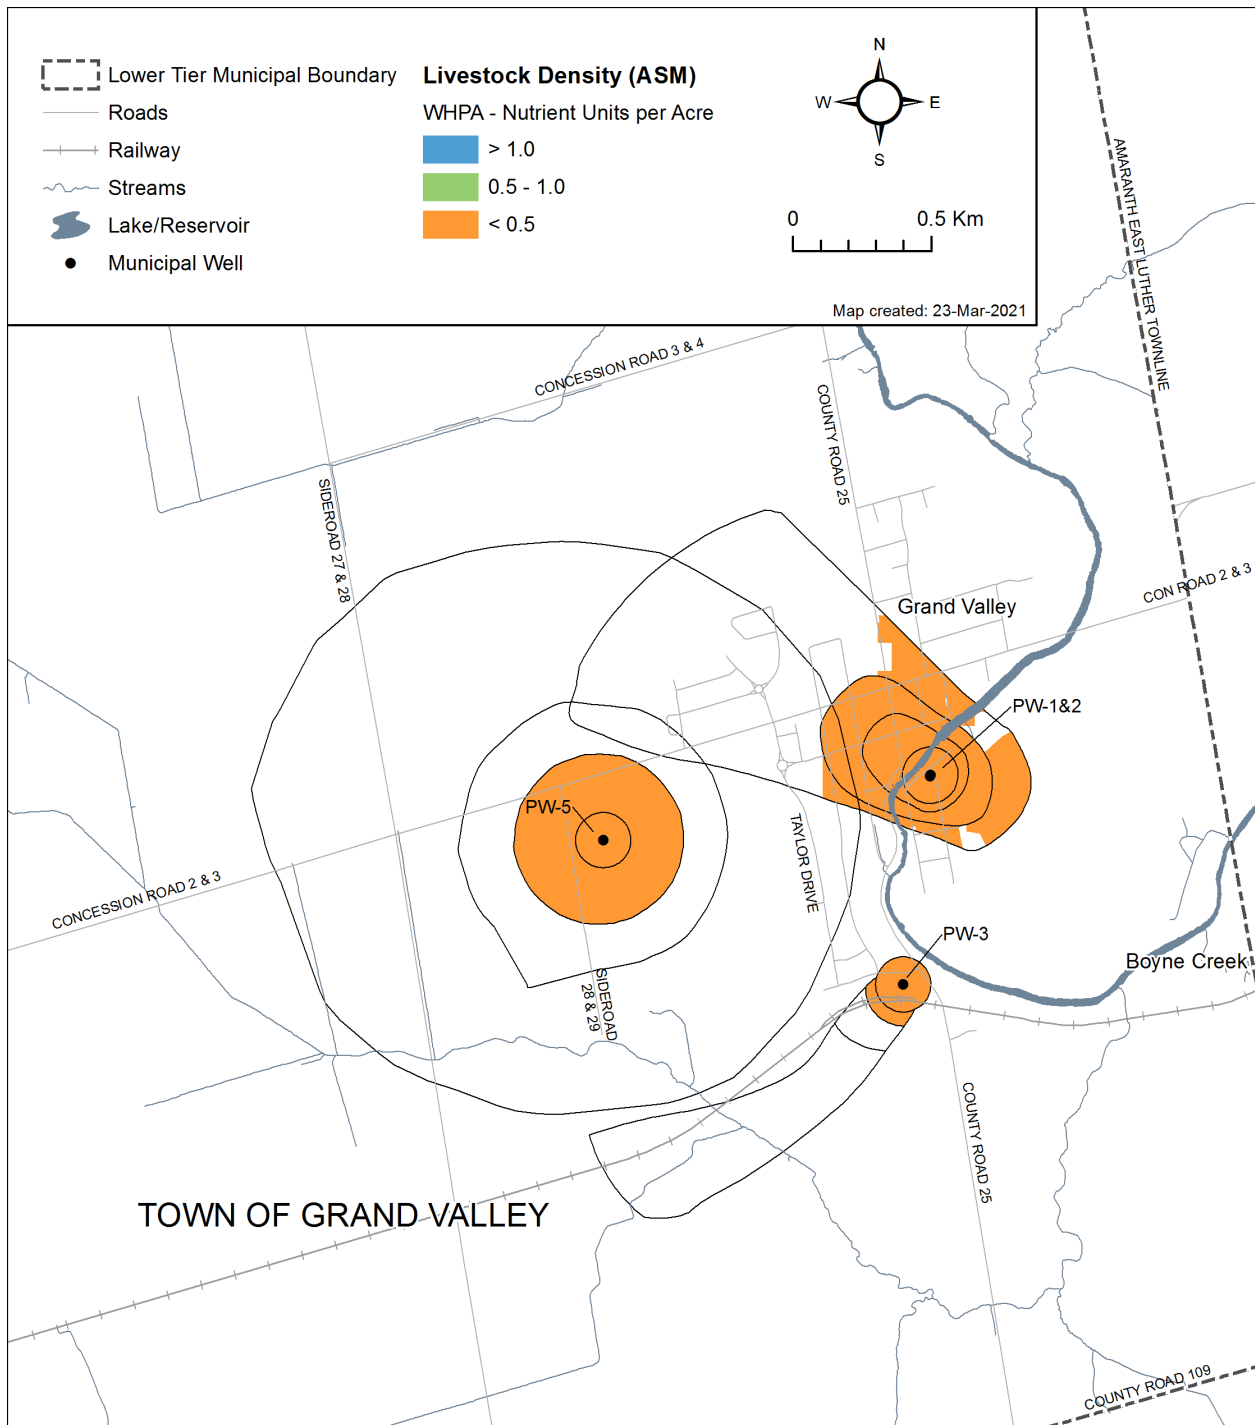 Lower Tier Municipal Boundary
Roads
Railway
Streams
Lake/Reservoir
Municipal Well
Livestock Density (ASM)
WHPA - Nutrient Units per Acre
> 1.0
0.5 - 1.0
< 0.5
N
W
E
S
0
0.5 Km
Map created: 23-Mar-2021
AMARANTH EAST LUTHER TOWNLINE
CONCESSION ROAD 3 & 4
COUNTY ROAD 25
SIDEROAD 27 & 28
CON ROAD 2 & 3
Grand Valley
PW-1&2
PW-5
TAYLOR DRIVE
CONCESSION ROAD 2 & 3
PW-3
Boyne Creek
SIDEROAD
28 & 29
COUNTY ROAD 25
TOWN OF GRAND VALLEY
COUNTY ROAD 109